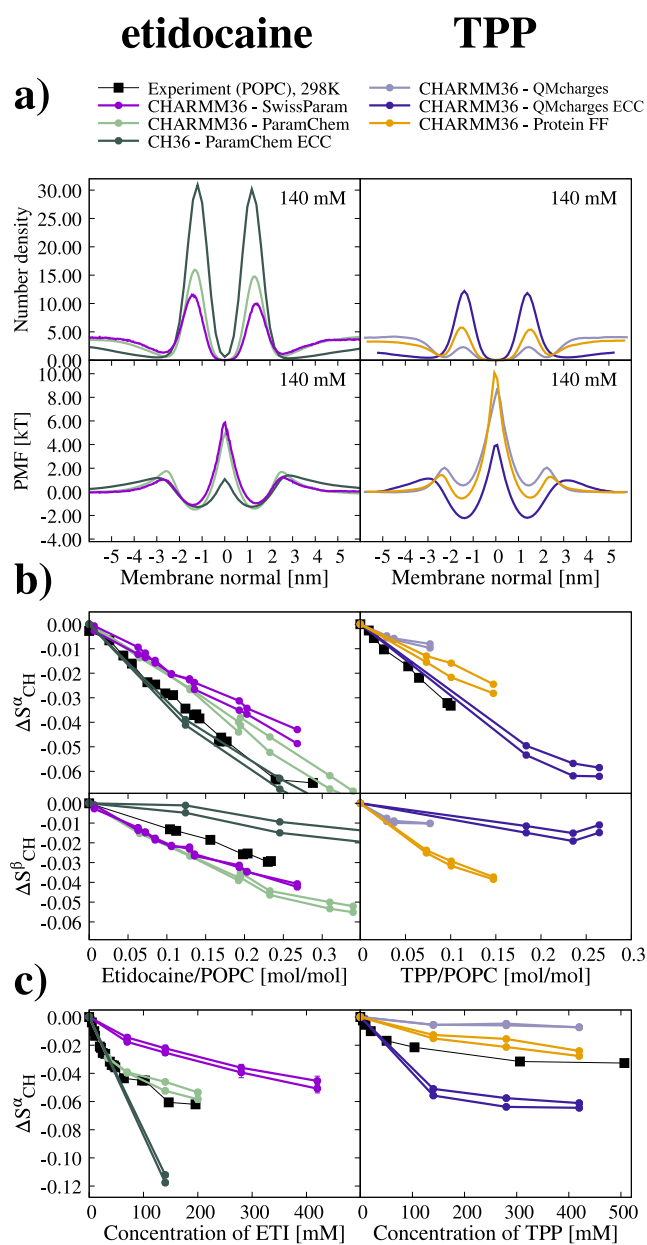 etidocaine TPP
a)
Experiment (POPC), 298K
CHARMM36 - SwissParam
CHARMM36 - ParamChem
CH36 - ParamChem ECC
CHARMM36 - QMcharges
CHARMM36 - QMcharges ECC
CHARMM36 - Protein FF
Number density
30.00
25.00
20.00
15.00
10.00
5.00
0.00
140 mM
140 mM
PMF [kT]
6.00
4.00
2.00
0.00
-2.00
-4.00
140 mM
140 mM
-5 -4 -3 -2 -1 0 1 2 3 4 5
-5 -4 -3 -2 -1 0 1 2 3 4 5
Membrane normal [nm]
Membrane normal [nm]
b)
ΔS^α_CH
0.00
-0.01
-0.02
-0.03
-0.04
-0.05
-0.06
ΔS^β_CH
0.00
-0.01
-0.02
-0.03
-0.04
-0.05
-0.06
0 0.05 0.1 0.15 0.2 0.25
0 0.05 0.1 0.15 0.2 0.25 0.3
Etidocaine/POPC [mol/mol]
TPP/POPC [mol/mol]
c)
ΔS^α_CH
0.00
-0.02
-0.04
-0.06
-0.08
-0.10
-0.12
0 100 200 300 400
0 100 200 300 400 500
Concentration of ETI [mM]
Concentration of TPP [mM]